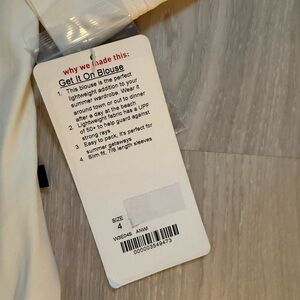 why we made this:
Get It On Blouse
1. This blouse is the perfect
lightweight addition to your
summer wardrobe. Wear it
around town or out to dinner
after a day at the beach
2. Lightweight fabric has a UPF
of 50+ to help guard against
strong rays
3. Easy to pack, it's perfect for
summer getaways
4. Slim fit, 7/8 length sleeves
SIZE
4
W3E04S ANIM
000003549473